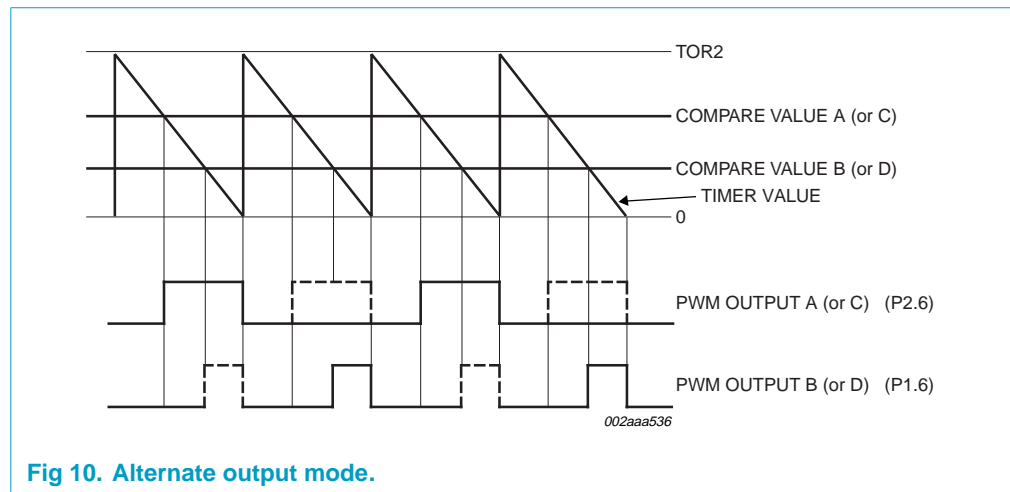 TOR2
COMPARE VALUE A (or C)
COMPARE VALUE B (or D)
TIMER VALUE
0
PWM OUTPUT A (or C) (P2.6)
PWM OUTPUT B (or D) (P1.6)
002aaa536
Fig 10. Alternate output mode.